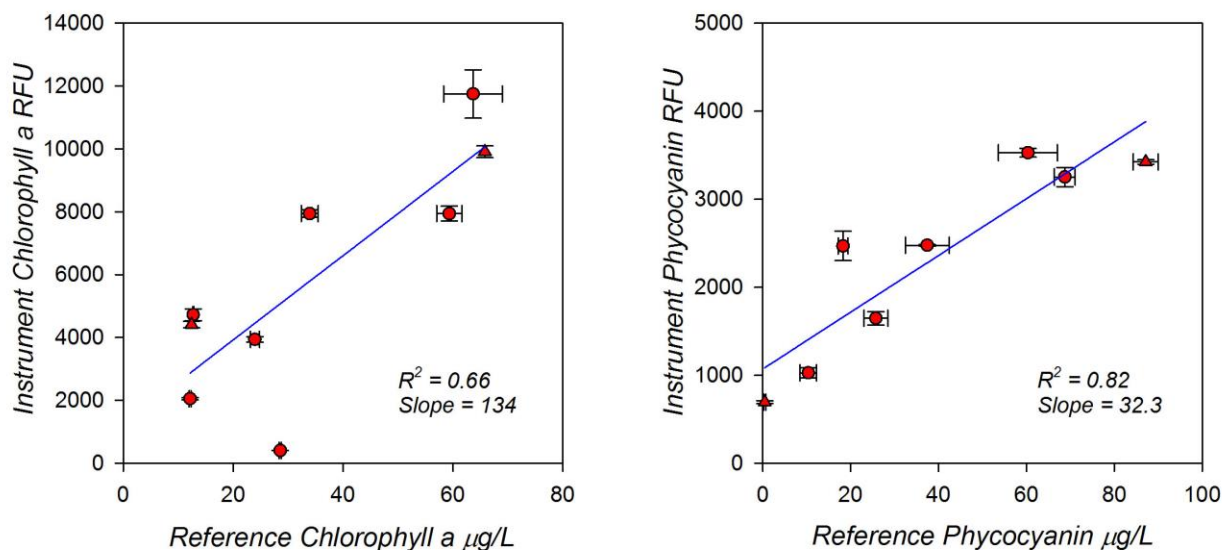 Instrument Chlorophyll a RFU
14000
12000
10000
8000
6000
4000
2000
0
R² = 0.66
Slope = 134
0 20 40 60 80
Reference Chlorophyll a μg/L
Instrument Phycocyanin RFU
5000
4000
3000
2000
1000
0
R² = 0.82
Slope = 32.3
0 20 40 60 80 100
Reference Phycocyanin μg/L